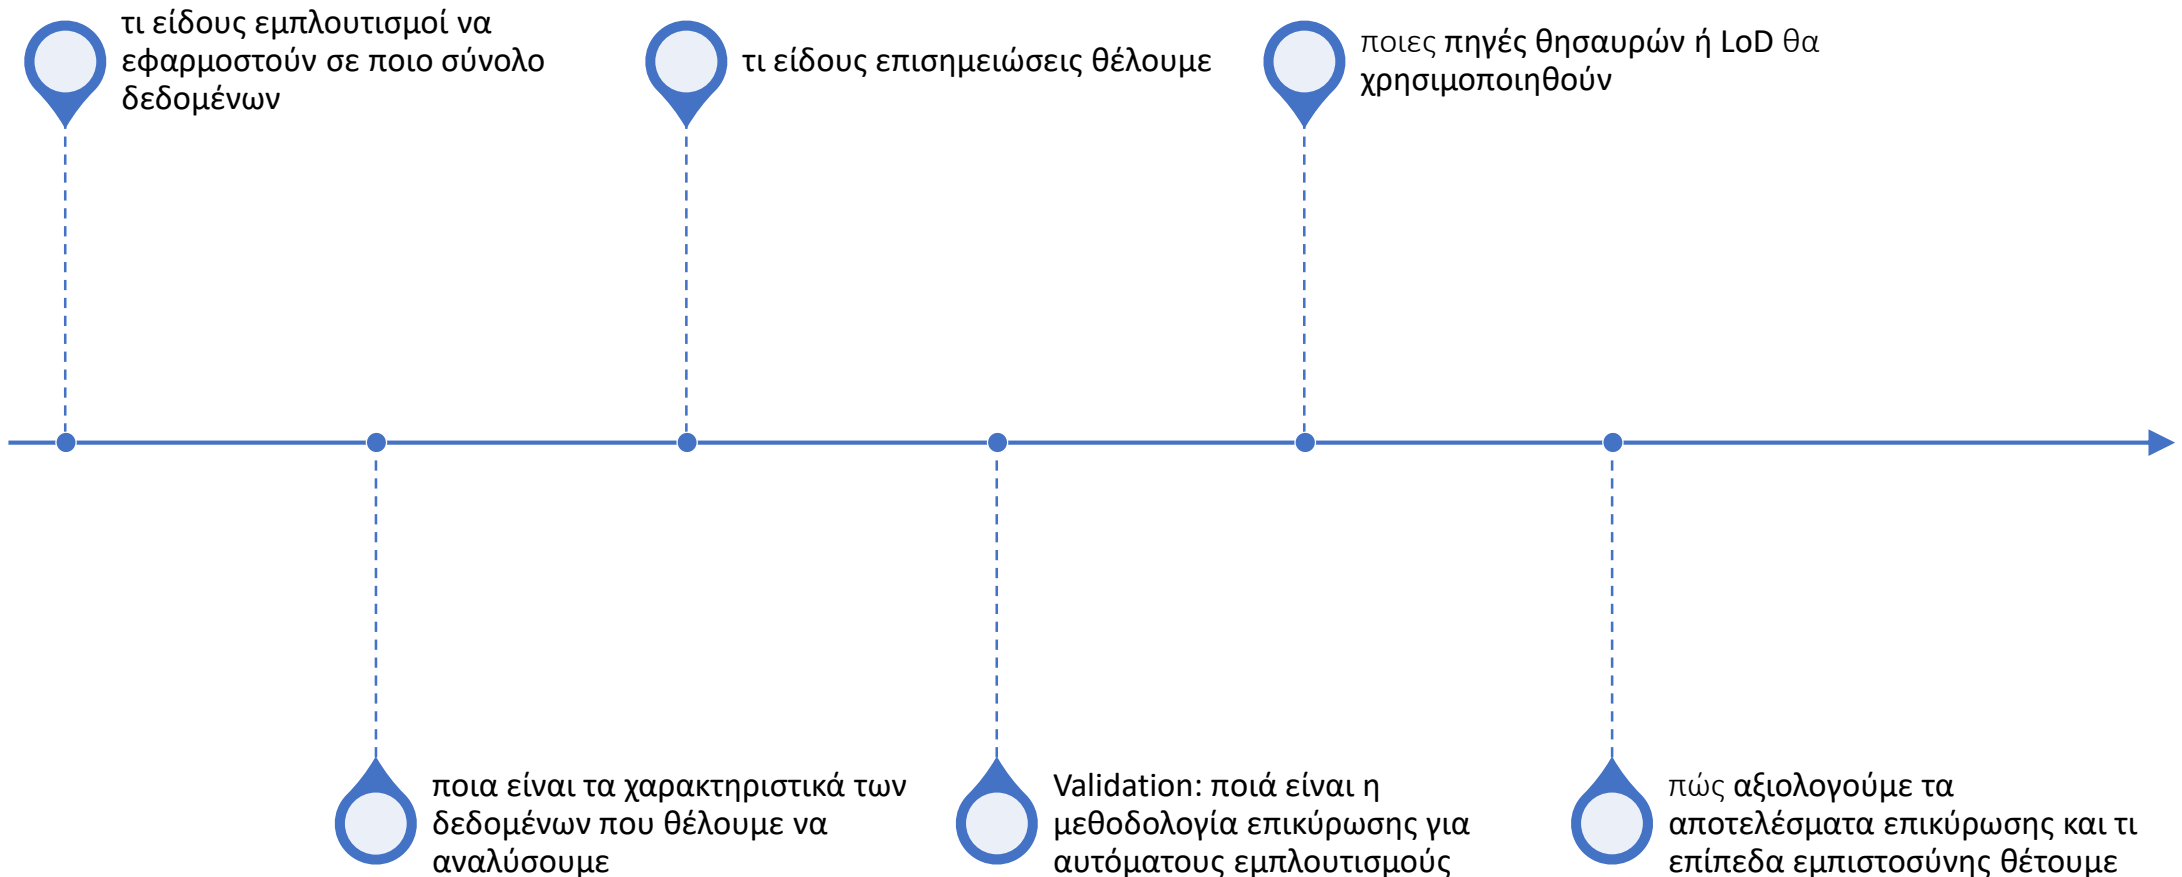 τι είδους εμπλουτισμοί να
εφαρμοστούν σε ποιο σύνολο
δεδομένων
τι είδους επισημειώσεις θέλουμε
ποιες πηγές θησαυρών ή LoD θα
χρησιμοποιηθούν
ποια είναι τα χαρακτηριστικά των
δεδομένων που θέλουμε να
αναλύσουμε
Validation: ποιά είναι η
μεθοδολογία επικύρωσης για
αυτόματους εμπλουτισμούς
πώς αξιολογούμε τα
αποτελέσματα επικύρωσης και τι
επίπεδα εμπιστοσύνης θέτουμε